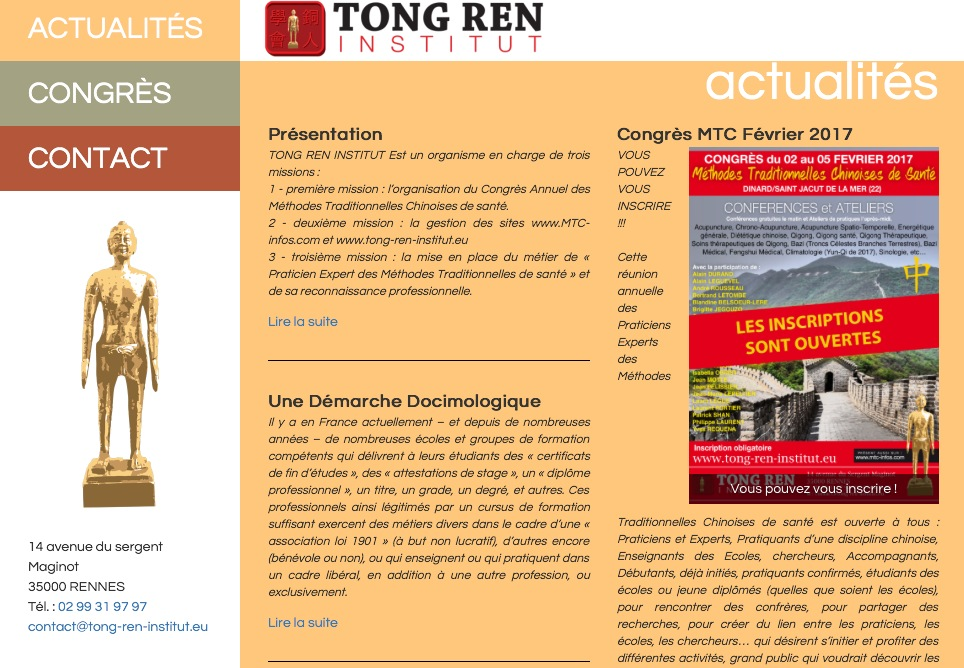 ACTUALITÉS
CONGRÈS
CONTACT
14 avenue du sergent
Maginot
35000 RENNES
Tél. : 02 99 31 97 97
contact@tong-ren-institut.eu
學 銅
會 人
TONG REN
INSTITUT
actualités
Présentation
TONG REN INSTITUT Est un organisme en charge de trois
missions :
1 - première mission : l’organisation du Congrès Annuel des
Méthodes Traditionnelles Chinoises de santé.
2 - deuxième mission : la gestion des sites www.MTC-
infos.com et www.tong-ren-institut.eu
3 - troisième mission : la mise en place du métier de «
Praticien Expert des Méthodes Traditionnelles de santé » et
de sa reconnaissance professionnelle.
Lire la suite
Une Démarche Docimologique
Il y a en France actuellement – et depuis de nombreuses
années – de nombreuses écoles et groupes de formation
compétents qui délivrent à leurs étudiants des « certificats
de fin d’études », des « attestations de stage », un « diplôme
professionnel », un titre, un grade, un degré, et autres. Ces
professionnels ainsi légitimés par un cursus de formation
suffisant exercent des métiers divers dans le cadre d’une «
association loi 1901 » (à but non lucratif), d’autres encore
(bénévole ou non), ou qui enseignent ou qui pratiquent dans
un cadre libéral, en addition à une autre profession, ou
exclusivement.
Lire la suite
Congrès MTC Février 2017
VOUS
POUVEZ
VOUS
INSCRIRE
!!!
Cette
réunion
annuelle
des
Praticiens
Experts
des
Méthodes
CONGRÈS du 02 au 05 FEVRIER 2017
Méthodes Traditionnelles Chinoises de Santé
DINARD/SAINT JACUT DE LA MER (22)
CONFERENCES et ATELIERS
Conférences gratuites le matin et Ateliers de pratiques l'après-midi.
Acupuncture, Chrono-Acupuncture, Acupuncture Spatio-Temporelle, Energétique
générale, Diététique chinoise, Qigong, Qigong santé, Qigong Thérapeutique,
Soins thérapeutiques de Qigong, Bazi (Troncs Célestes Branches Terrestres), Bazi
Médical, Fengshui Médical, Climatologie (Yun-Qi de 2017), Sinologie, etc...
Avec la participation de :
Alain DURAND
Alain LEGUEVEL
André ROUSSEAU
Bertrand LETOMBE
Blandine BELSOEUR-LERE
Brigitte JEGOUZO
中
LES INSCRIPTIONS
SONT OUVERTES
Isabella
Jean
Patrick SHAN
Philippe LAURENT
Yves REQUENA
Inscription obligatoire
www.tong-ren-institut.eu
www.mtc-infos.com
TONG REN
14 avenue du Sergent Maginot
Vous pouvez vous inscrire !
Traditionnelles Chinoises de santé est ouverte à tous :
Praticiens et Experts, Pratiquants d’une discipline chinoise,
Enseignants des Ecoles, chercheurs, Accompagnants,
Débutants, déjà initiés, pratiquants confirmés, étudiants des
écoles ou jeune diplômés (quelles que soient les écoles),
pour rencontrer des confrères, pour partager des
recherches, pour créer du lien entre les praticiens, les
écoles, les chercheurs… qui désirent s’initier et profiter des
différentes activités, grand public qui voudrait découvrir les